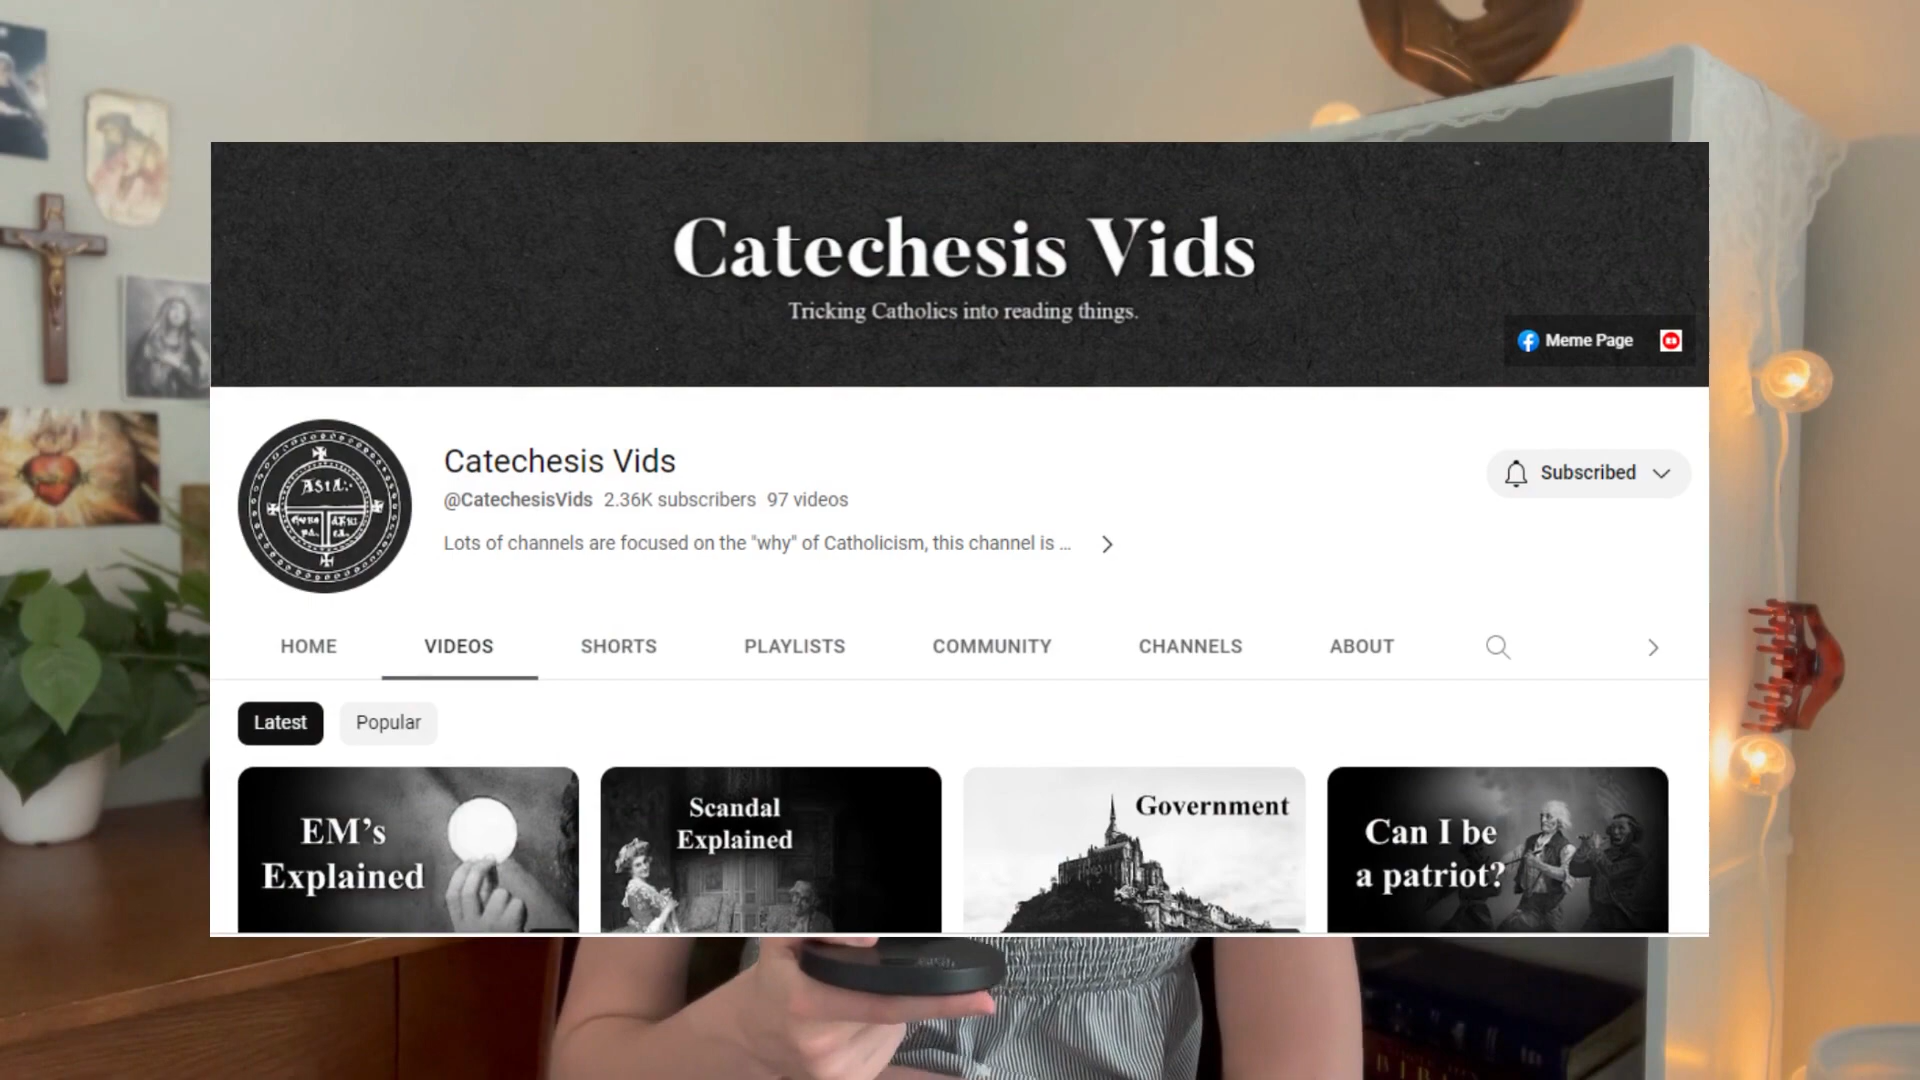 Catechesis Vids
Tricking Catholics into reading things.
Meme Page
Catechesis Vids
@CatechesisVids 2.36K subscribers 97 videos
Lots of channels are focused on the "why" of Catholicism, this channel is ...
Subscribed
HOME VIDEOS SHORTS PLAYLISTS COMMUNITY CHANNELS ABOUT
Latest Popular
EM's
Explained
Scandal
Explained
Government
Can I be
a patriot?